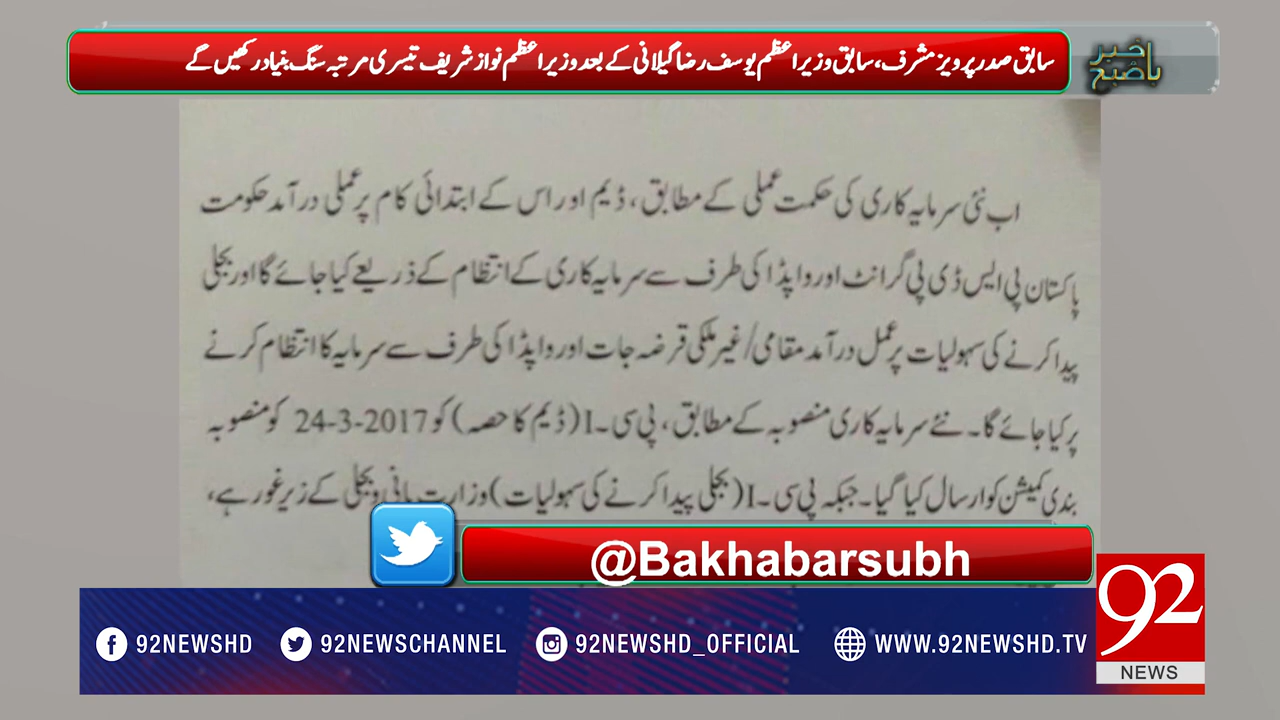 سابق صدر پرویز مشرف، سابق وزیر اعظم یوسف رضا گیلانی کے بعد وزیر اعظم نواز شریف تیسری مرتبہ سنگ بنیاد رکھیں گے
باخبر صبح
اب نئی سرمایہ کاری کی حکمت عملی کے مطابق، ڈیم اور اس کے ابتدائی کام پر عملی درآمد حکومت
پاکستان پی ایس ڈی پی گرانٹ اور واپڈا کی طرف سے سرمایہ کاری کے انتظام کے ذریعے کیا جائے گا اور بجلی
پیدا کرنے کی سہولیات پر عمل درآمد مقامی/غیر ملکی قرضہ جات اور واپڈا کی طرف سے سرمایہ کا انتظام کرنے
پر کیا جائے گا۔ نئے سرمایہ کاری منصوبہ کے مطابق، پی سی۔I (ڈیم کا حصہ) کو 2017-3-24 کو منصوبہ
بندی کمیشن کو ارسال کیا گیا۔ جبکہ پی سی۔I (بجلی پیدا کرنے کی سہولیات) وزارت پانی و بجلی کے زیر غور ہے،
@Bakhabarsubh
92NEWSHD 92NEWSCHANNEL 92NEWSHD_OFFICIAL WWW.92NEWSHD.TV
92
NEWS